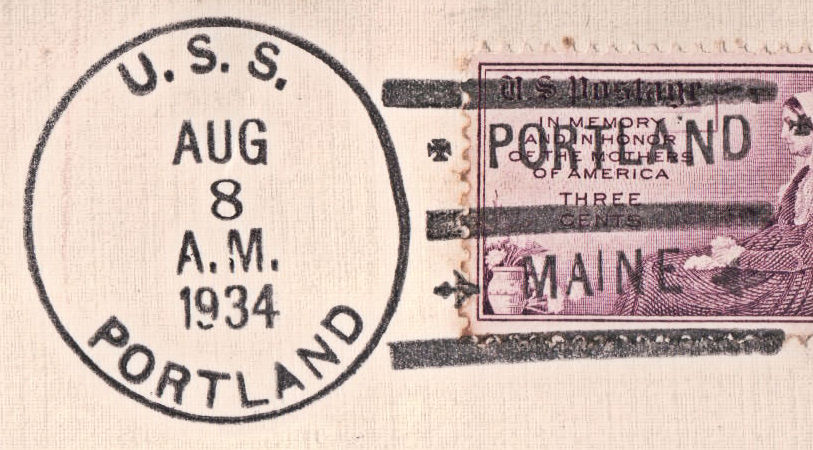 U.S.S.
AUG
8
A.M.
1934
PORTLAND
U.S Postage
IN MEMORY
AND IN HONOR
OF THE MOTHERS
OF AMERICA
THREE
CENTS
PORTLAND
MAINE